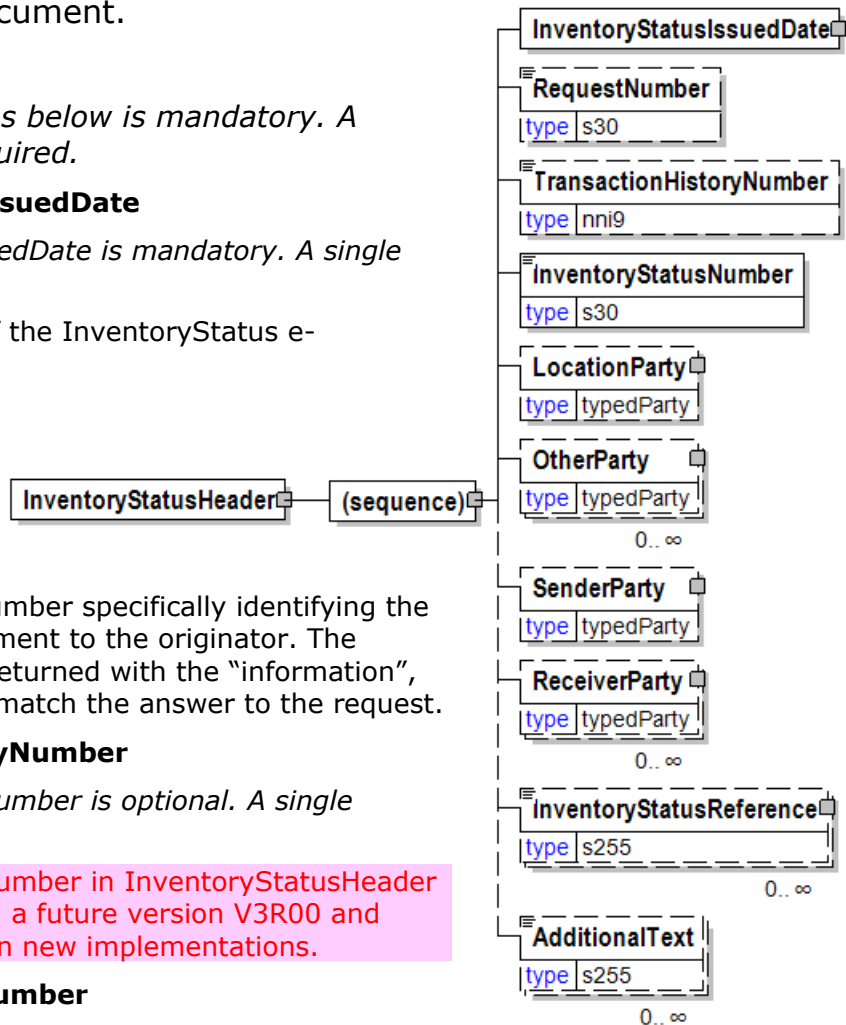 cument.
s below is mandatory. A
uired.
ssuedDate
edDate is mandatory. A single
the InventoryStatus e-
umber specifically identifying the
ment to the originator. The
eturned with the “information”,
match the answer to the request.
yNumber
umber is optional. A single
umber in InventoryStatusHeader
a future version V3R00 and
n new implementations.
umber
InventoryStatusHeader
(sequence)
InventoryStatusIssuedDate
RequestNumber
type s30
TransactionHistoryNumber
type nni9
InventoryStatusNumber
type s30
LocationParty
type typedParty
OtherParty
type typedParty
0.. ∞
SenderParty
type typedParty
ReceiverParty
type typedParty
0.. ∞
InventoryStatusReference
type s255
0.. ∞
AdditionalText
type s255
0.. ∞